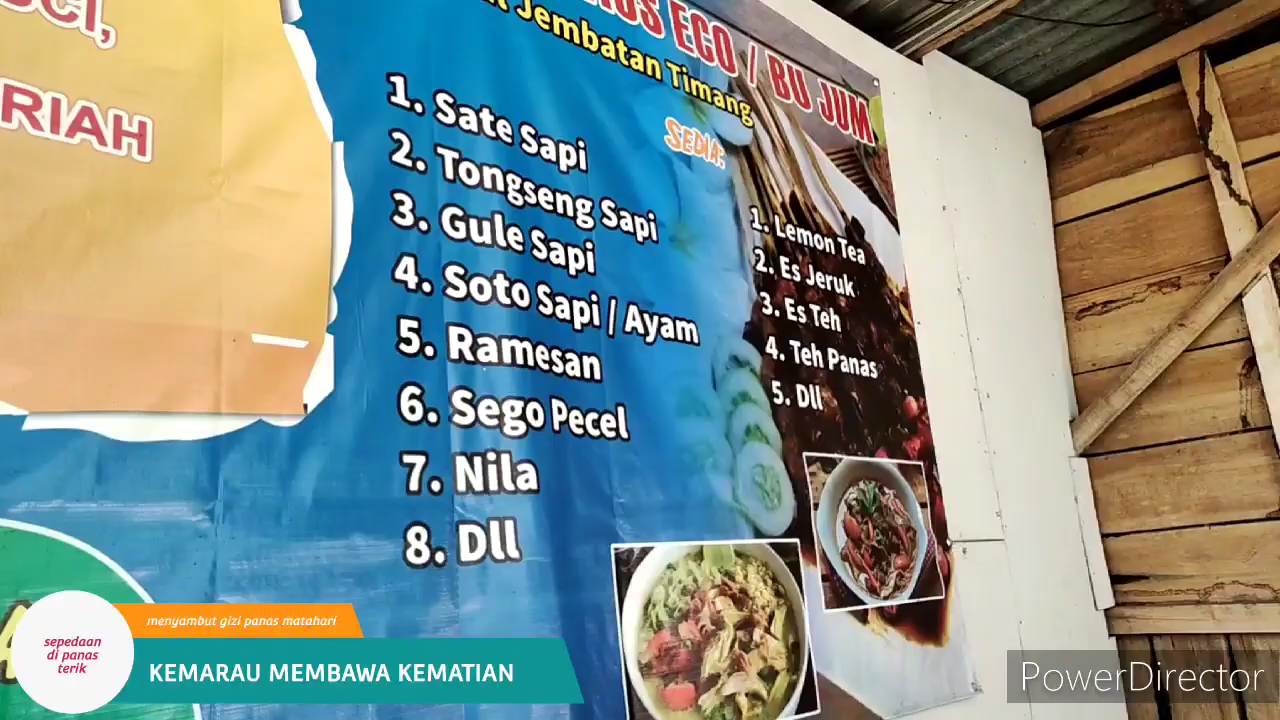 RIAH
ECO / BU JUM
Jembatan Timang
1. Sate Sapi
2. Tongseng Sapi
3. Gule Sapi
4. Soto Sapi / Ayam
5. Ramesan
6. Sego Pecel
7. Nila
8. Dll
SEDIA:
1. Lemon Tea
2. Es Jeruk
3. Es Teh
4. Teh Panas
5. Dll
menyambut gizi panas matahari
sepedaan
di panas
terik
KEMARAU MEMBAWA KEMATIAN
PowerDirector